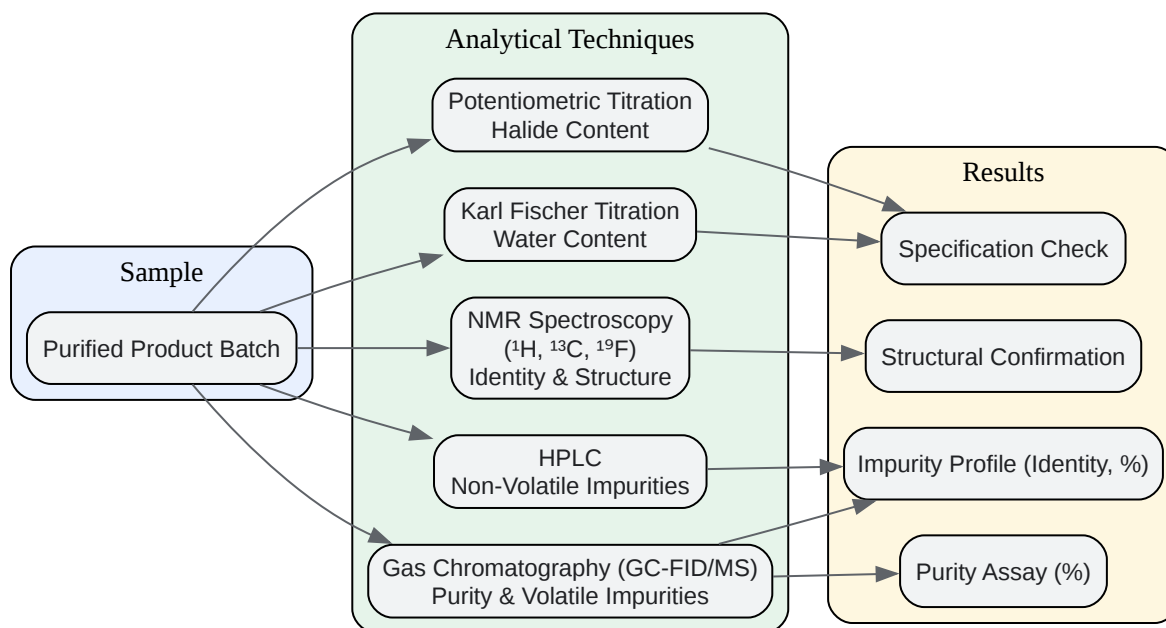 Analytical Techniques
Potentiometric Titration
Halide Content
Karl Fischer Titration
Water Content
NMR Spectroscopy
(¹H, ¹³C, ¹⁹F)
Identity & Structure
HPLC
Non-Volatile Impurities
Gas Chromatography (GC-FID/MS)
Purity & Volatile Impurities
Sample
Purified Product Batch
Results
Specification Check
Structural Confirmation
Impurity Profile (Identity, %)
Purity Assay (%)